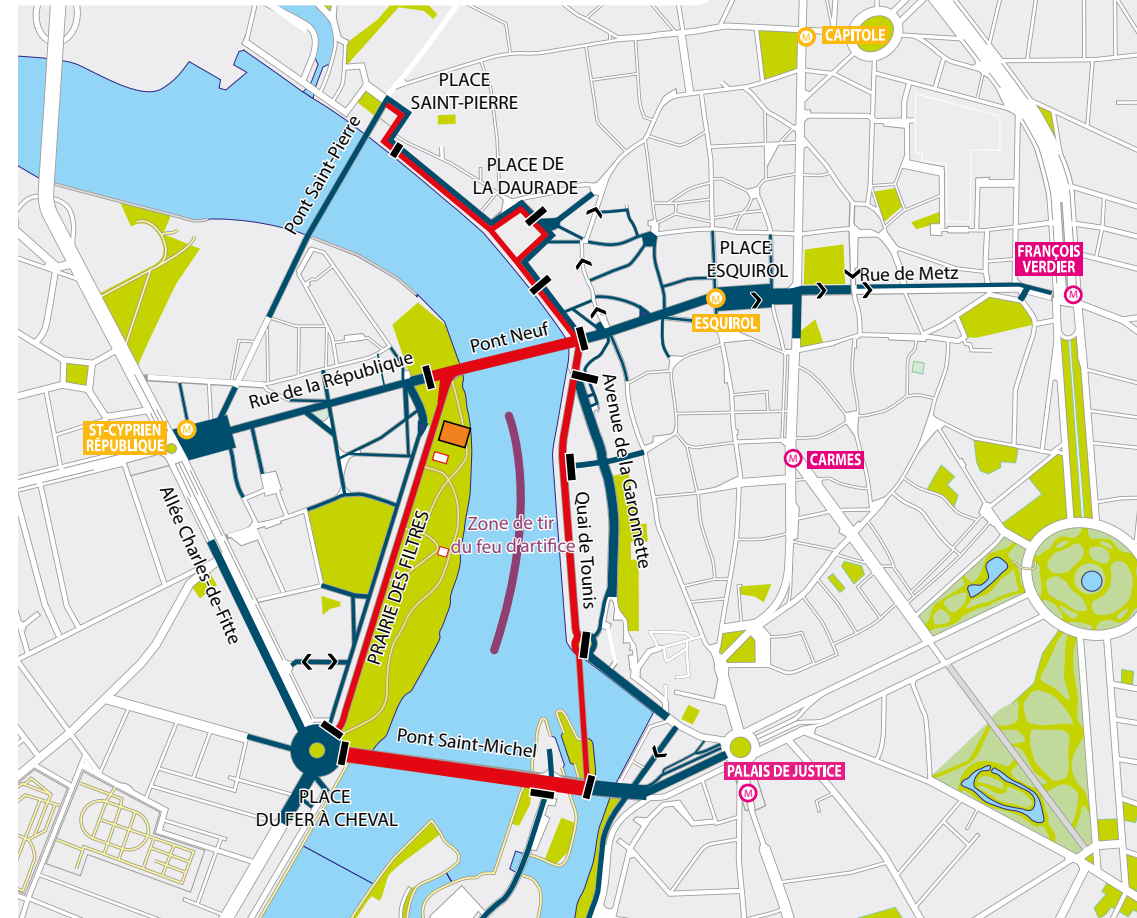 M CAPITOLE
PLACE
SAINT-PIERRE
Pont Saint-Pierre
PLACE DE
LA DAURADE
PLACE
ESQUIROL
Rue de Metz
FRANÇOIS
VERDIER
M
M
ESQUIROL
Pont Neuf
Rue de la République
Avenue de la Garonnette
ST-CYPRIEN
RÉPUBLIQUE
M
M CARMES
Allée Charles-de-Fitte
PRAIRIE DES FILTRES
Zone de tir
du feu d'artifice
Quai de Tounis
Pont Saint-Michel
PALAIS DE JUSTICE
M
PLACE
DU FER À CHEVAL